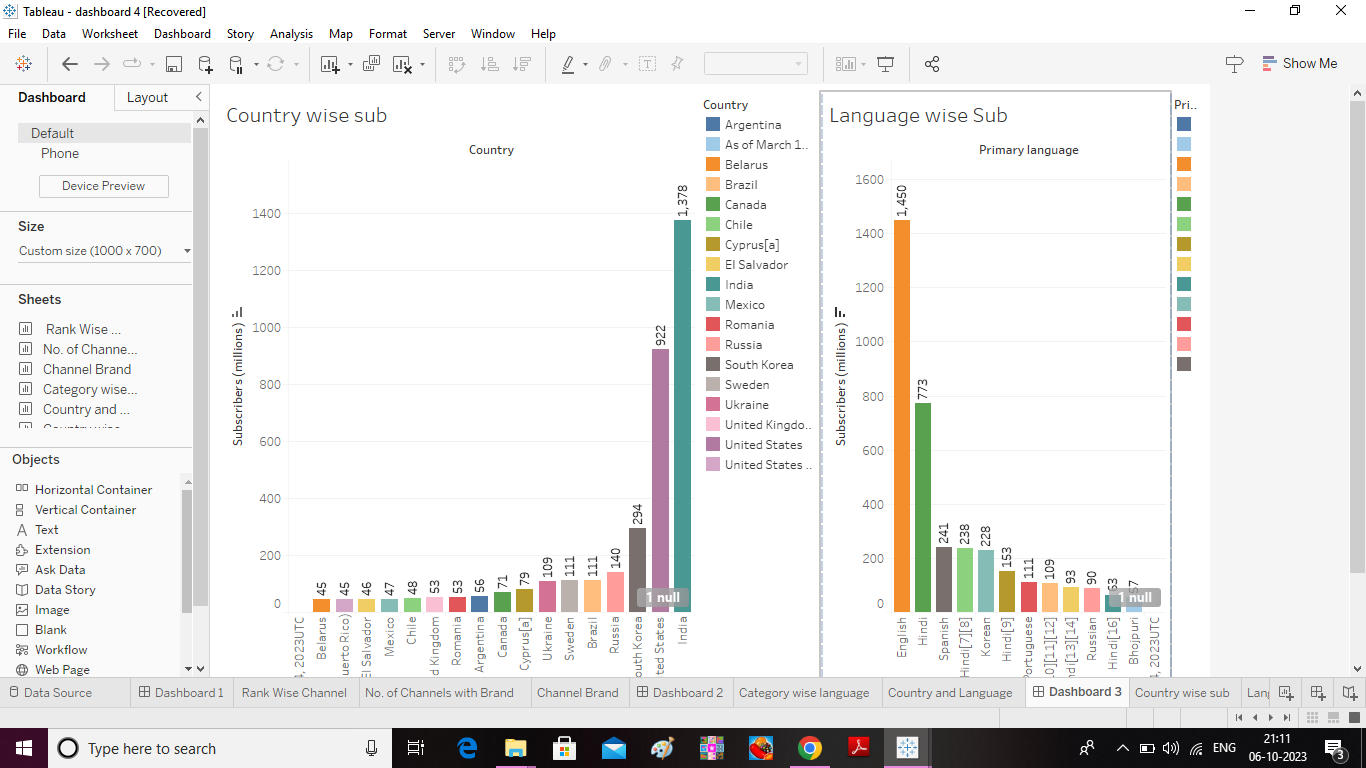 Tableau - dashboard 4 [Recovered]
File Data Worksheet Dashboard Story Analysis Map Format Server Window Help
Show Me
Dashboard Layout
Default
Phone
Device Preview
Size
Custom size (1000 x 700)
Sheets
Rank Wise ...
No. of Channe...
Channel Brand
Category wise...
Country and ...
Objects
Horizontal Container
Vertical Container
Text
Extension
Ask Data
Data Story
Image
Blank
Workflow
Web Page
Country wise sub
Country
Subscribers (millions)
1400
1200
1000
800
600
400
200
0
45 45 46 47 48 53 53 56 71 79 109 111 111 140 294 922 1,378
1 null
4, 2023UTC
Belarus
uerto Rico)
El Salvador
Mexico
Chile
d Kingdom
Romania
Argentina
Canada
Cyprus[a]
Ukraine
Sweden
Brazil
Russia
outh Korea
ted States
India
Country
Argentina
As of March 1..
Belarus
Brazil
Canada
Chile
Cyprus[a]
El Salvador
India
Mexico
Romania
Russia
South Korea
Sweden
Ukraine
United Kingdo..
United States
United States ..
Language wise Sub
Primary language
Subscribers (millions)
1600
1400
1200
1000
800
600
400
200
0
1,450 773 241 238 228 153 111 109 93 90 63 57
1 null
English
Hindi
Spanish
Hindi[7][8]
Korean
Hindi[9]
Portuguese
10][11][12]
ndi[13][14]
Russian
Hindi[16]
Bhojpuri
4, 2023UTC
Pri..
Data Source Dashboard 1 Rank Wise Channel No. of Channels with Brand Channel Brand Dashboard 2 Category wise language Country and Language Dashboard 3 Country wise sub Lang
Type here to search
ENG
21:11
06-10-2023
3